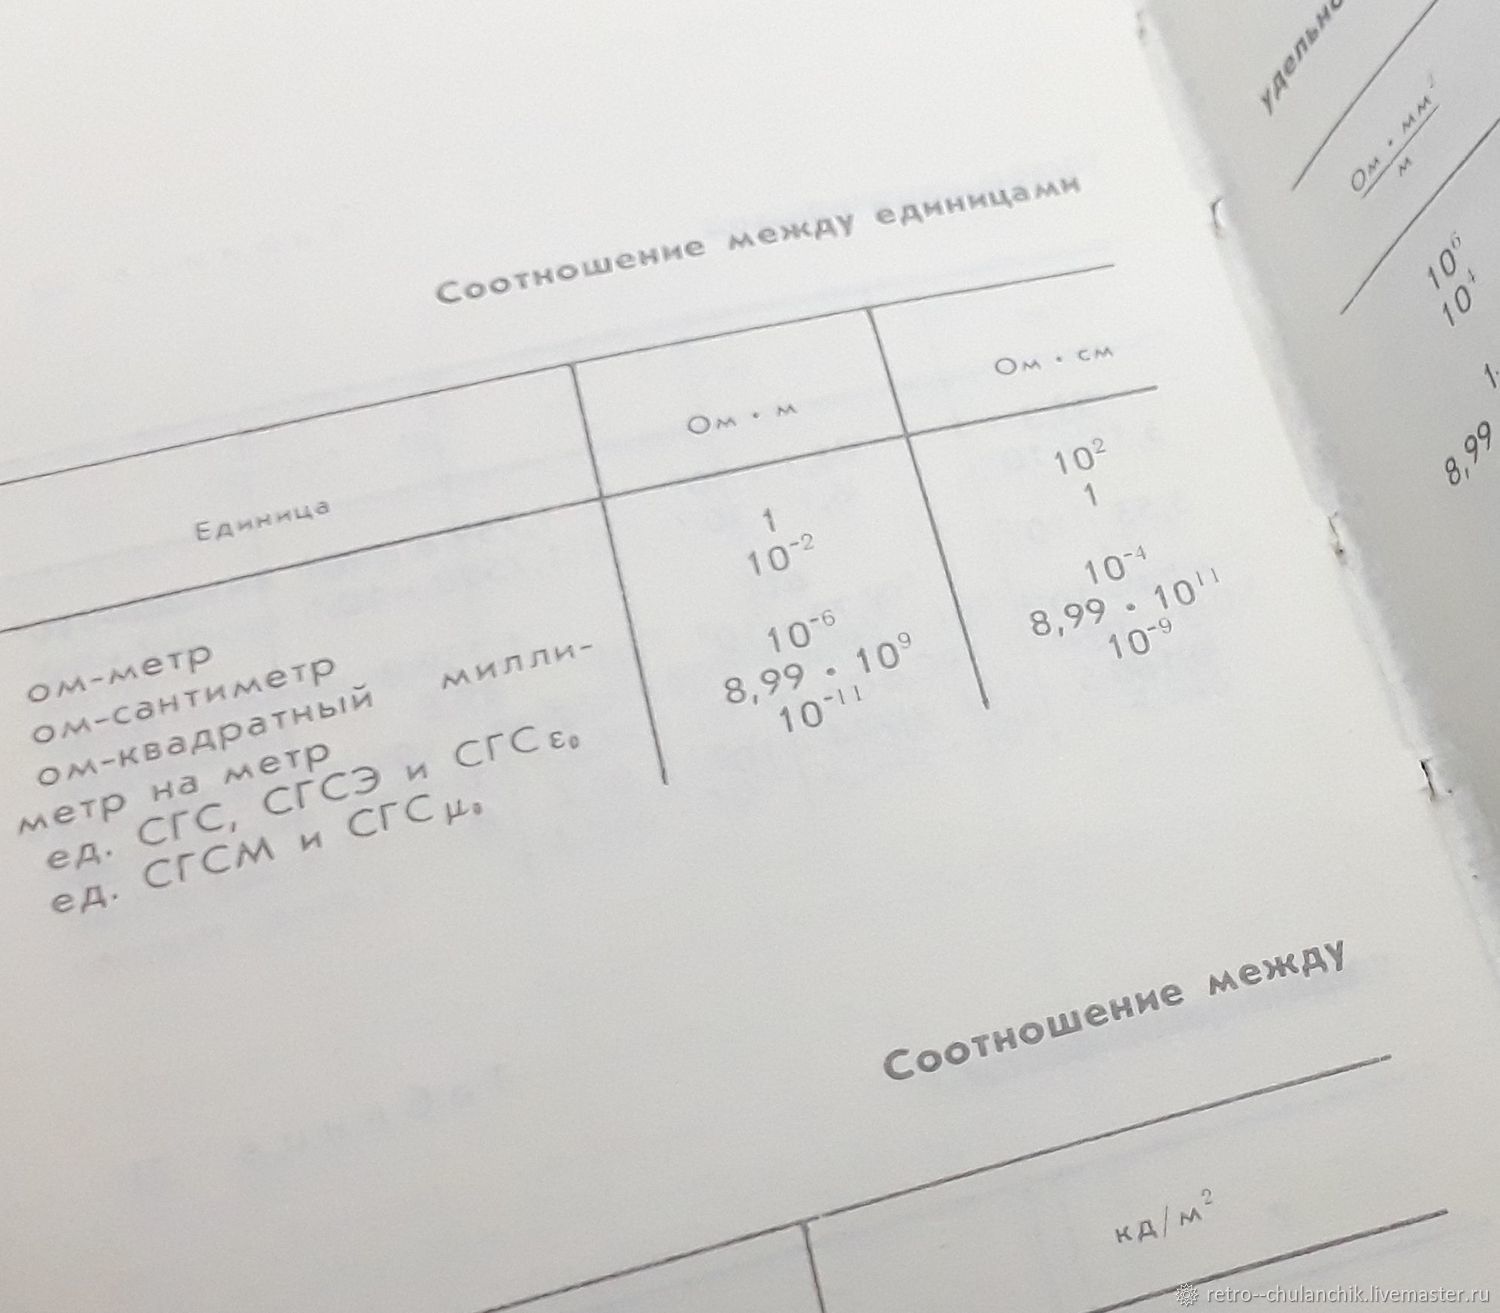 Соотношение между единицами
Единица
Ом · м
Ом · см
ом-метр 1 10²
ом-сантиметр 10⁻² 1
ом-квадратный милли-
метр на метр 10⁻⁶ 10⁻⁴
ед. СГС, СГСЭ и СГСε₀ 8,99 · 10⁹ 8,99 · 10¹¹
ед. СГСМ и СГСμ₀ 10⁻¹¹ 10⁻⁹
Соотношение между
кд/м²
Ом · мм²
м
10⁶
10⁴
8,99
retro--chulanchik.livemaster.ru